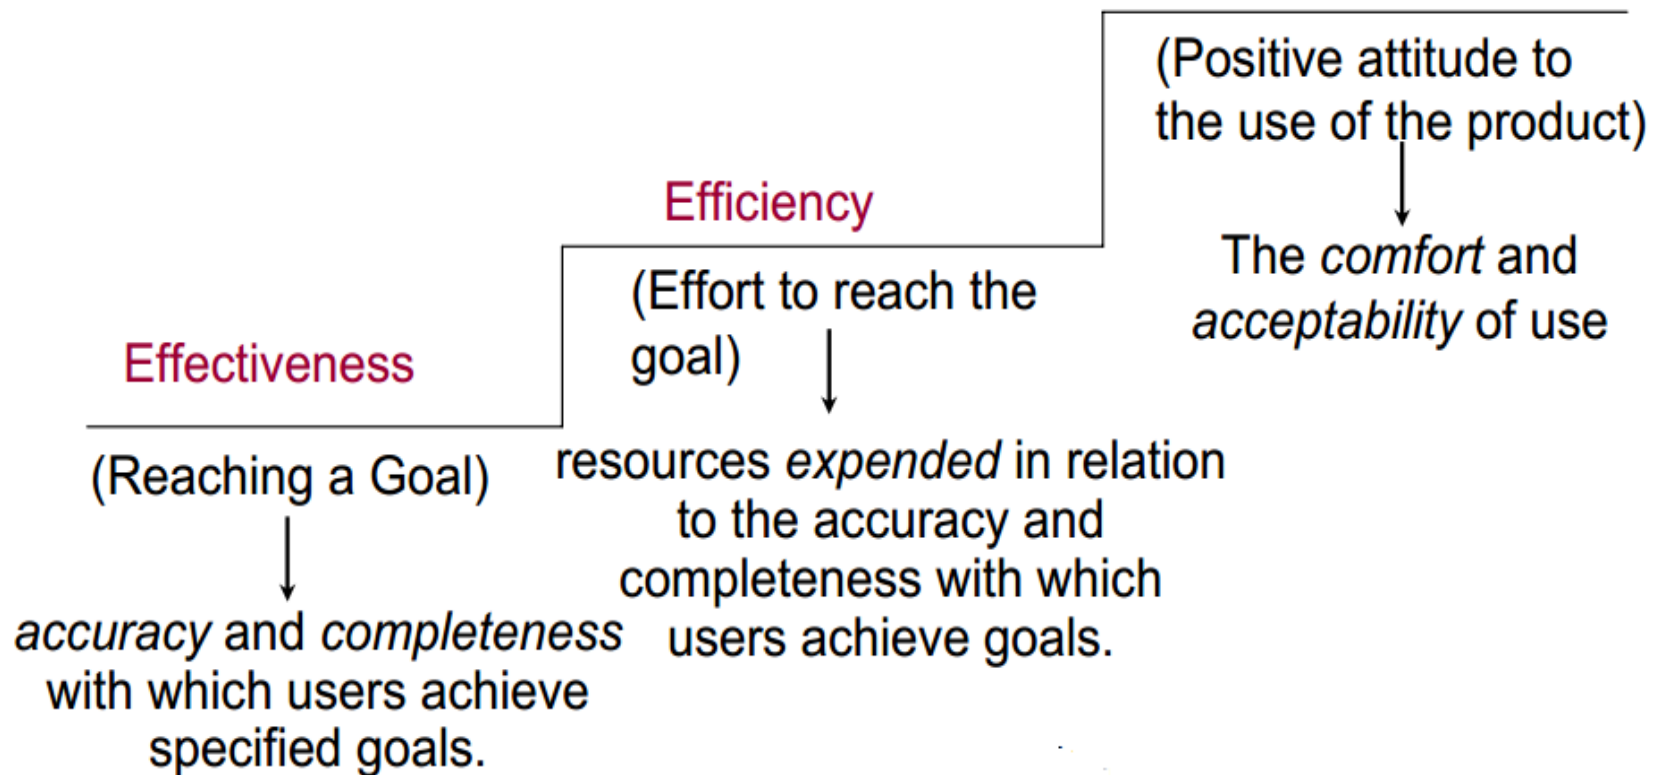 Effectiveness
(Reaching a Goal)
accuracy and completeness
with which users achieve
specified goals.
Efficiency
(Effort to reach the
goal)
resources expended in relation
to the accuracy and
completeness with which
users achieve goals.
(Positive attitude to
the use of the product)
The comfort and
acceptability of use